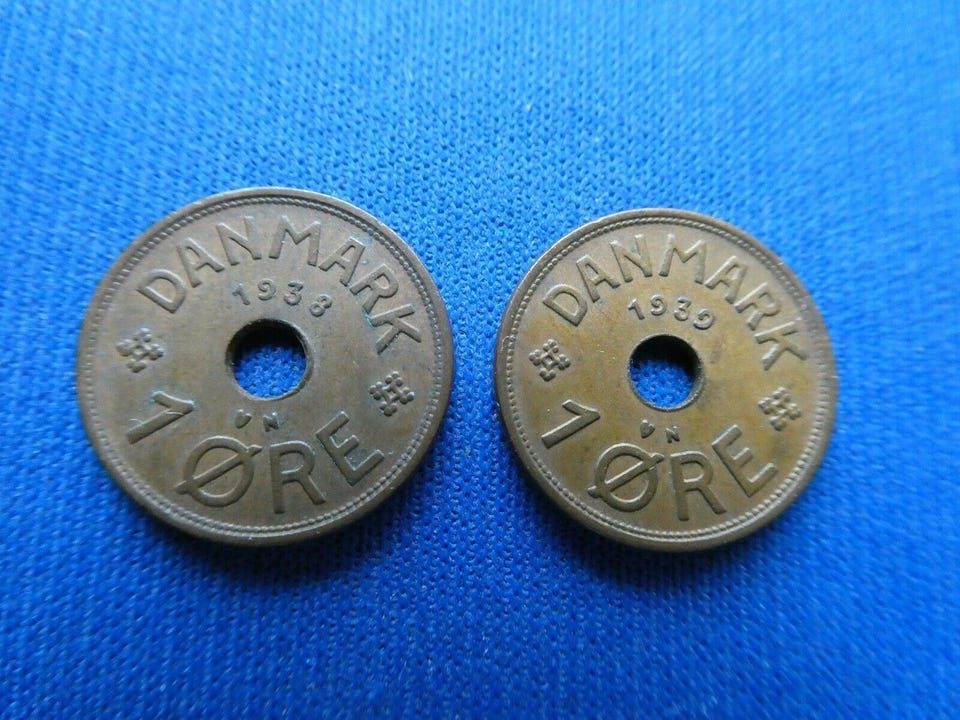 DANMARK
1938
♥ N
1 ØRE
DANMARK
1939
♥ N
1 ØRE